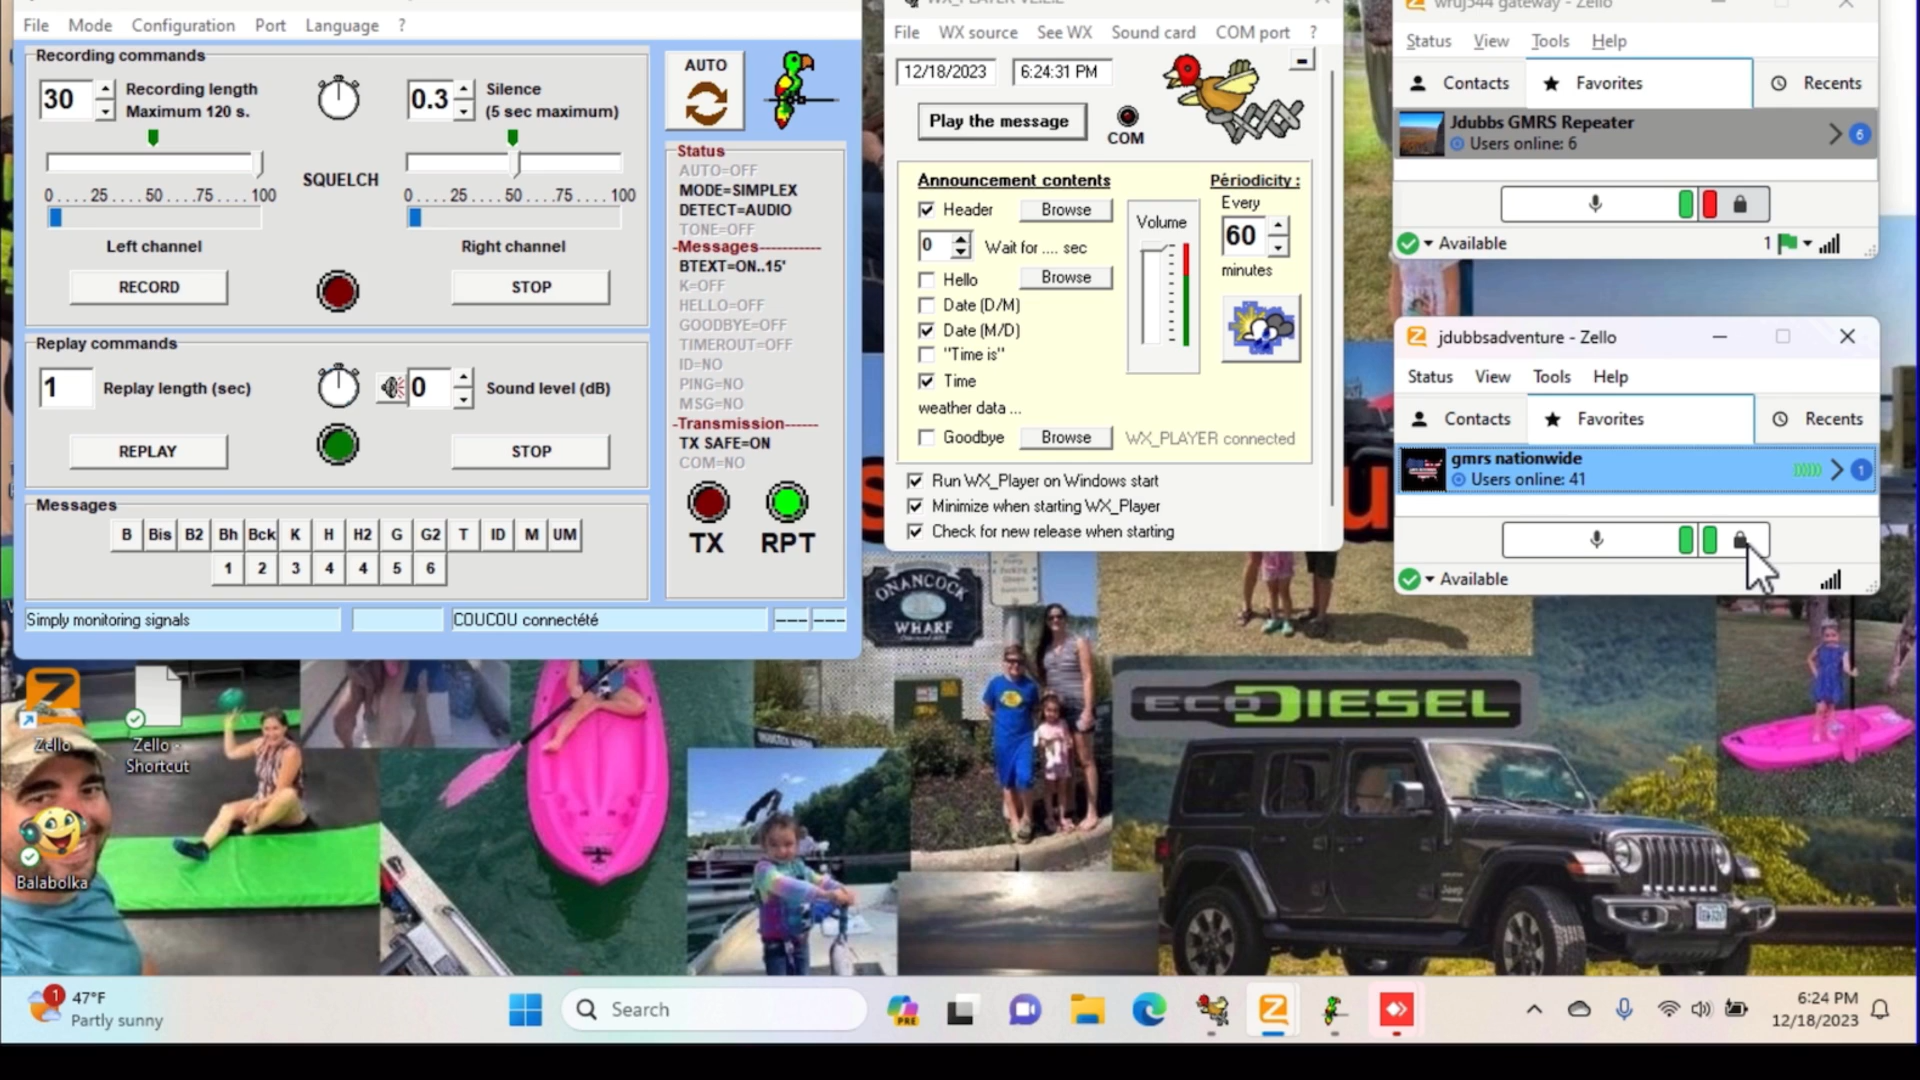 File Mode Configuration Port Language ?
Recording commands
30
Recording length
Maximum 120 s.
0.3
Silence
(5 sec maximum)
SQUELCH
0....25....50....75....100
0....25....50....75....100
Left channel
Right channel
RECORD
STOP
Replay commands
1
Replay length (sec)
0
Sound level (dB)
REPLAY
STOP
Messages
B Bis B2 Bh Bck K H H2 G G2 T ID M UM
1 2 3 4 4 5 6
Simply monitoring signals
COUCOU connectété
--- ---
AUTO
Status
AUTO=OFF
MODE=SIMPLEX
DETECT=AUDIO
TONE=OFF
-Messages-----------
BTEXT=ON..15'
K=OFF
HELLO=OFF
GOODBYE=OFF
TIMEROUT=OFF
ID=NO
PING=NO
MSG=NO
-Transmission------
TX SAFE=ON
COM=NO
TX RPT
File WX source See WX Sound card COM port ?
12/18/2023 6:24:31 PM
Play the message
COM
Announcement contents
Header Browse
0 Wait for .... sec
Hello Browse
Date (D/M)
Date (M/D)
"Time is"
Time
weather data ...
Goodbye Browse
WX_PLAYER connected
Volume
Périodicity :
Every
60
minutes
Run WX_Player on Windows start
Minimize when starting WX_Player
Check for new release when starting
wruj544 gateway - Zello
Status View Tools Help
Contacts Favorites Recents
Jdubbs GMRS Repeater
Users online: 6
6
Available
1
jdubbsadventure - Zello
Status View Tools Help
Contacts Favorites Recents
gmrs nationwide
Users online: 41
1
Available
ONANCOCK
WHARF
ECODIESEL
Jeep
Zello
Zello -
Shortcut
Balabolka
1
47°F
Partly sunny
Search
PRE
6:24 PM
12/18/2023